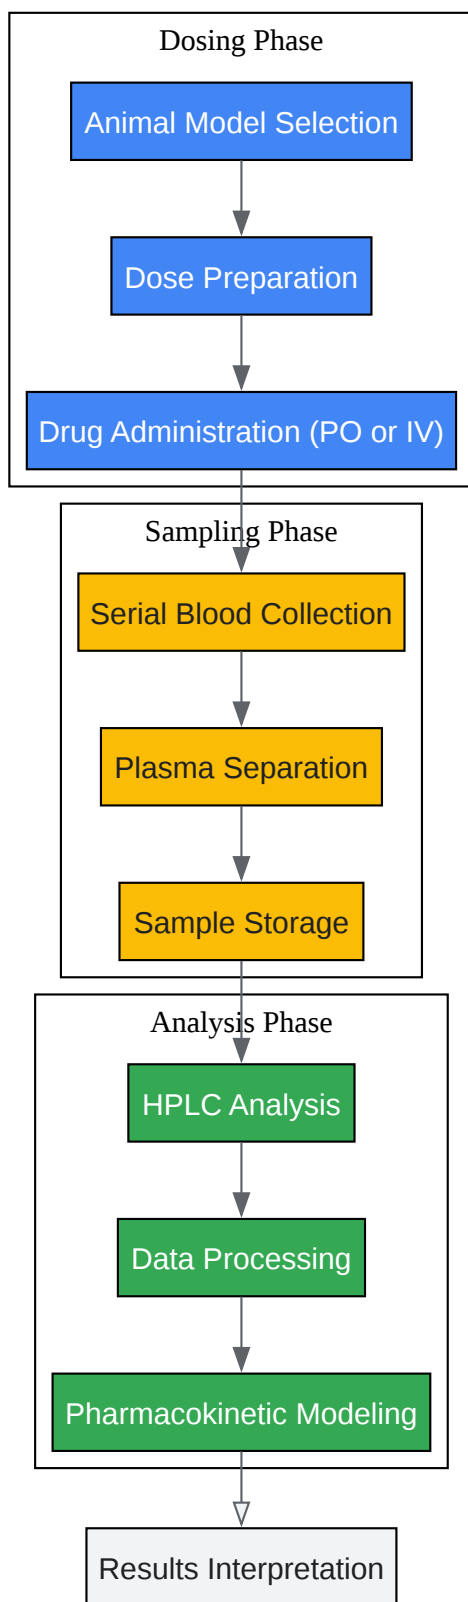 Dosing Phase
Animal Model Selection
Dose Preparation
Drug Administration (PO or IV)
Sampling Phase
Serial Blood Collection
Plasma Separation
Sample Storage
Analysis Phase
HPLC Analysis
Data Processing
Pharmacokinetic Modeling
Results Interpretation